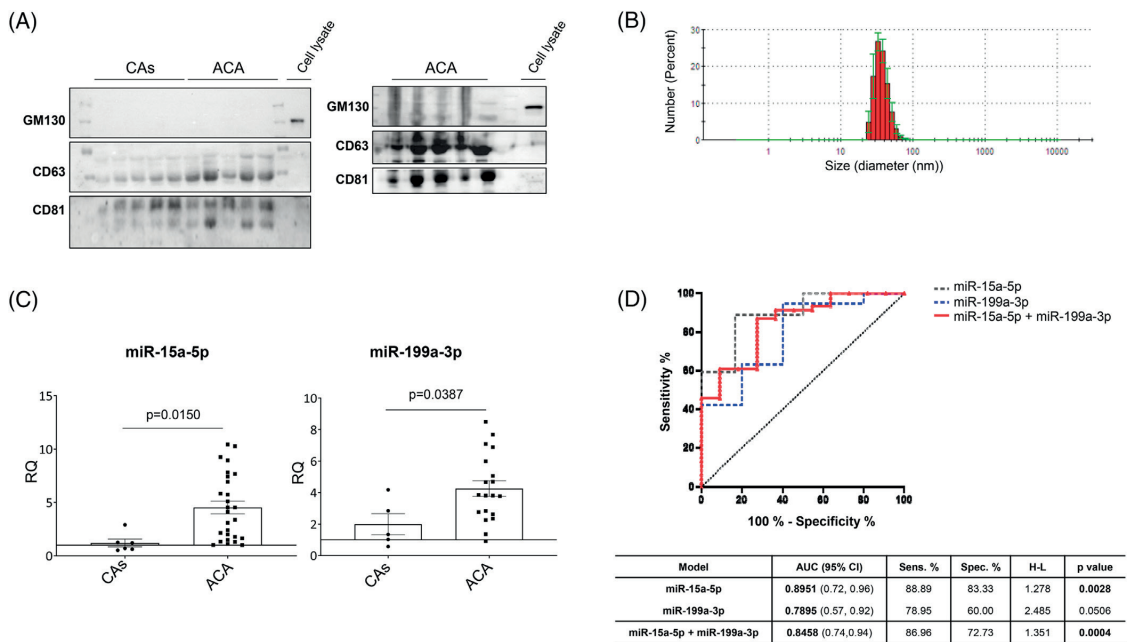 (A)
CAs ACA Cell lysate
GM130
CD63
CD81
ACA Cell lysate
GM130
CD63
CD81
(B)
Number (Percent)
30
20
10
0
1 10 100 1000 10000
Size (diameter (nm))
(C)
miR-15a-5p
p=0.0150
RQ
15
10
5
0
CAs ACA
miR-199a-3p
p=0.0387
RQ
10
8
6
4
2
0
CAs ACA
(D)
miR-15a-5p
miR-199a-3p
miR-15a-5p + miR-199a-3p
Sensitivity %
100
80
60
40
20
0
0 20 40 60 80 100
100 % - Specificity %
Model AUC (95% CI) Sens. % Spec. % H-L p value
miR-15a-5p 0.8951 (0.72, 0.96) 88.89 83.33 1.278 0.0028
miR-199a-3p 0.7895 (0.57, 0.92) 78.95 60.00 2.485 0.0506
miR-15a-5p + miR-199a-3p 0.8458 (0.74,0.94) 86.96 72.73 1.351 0.0004